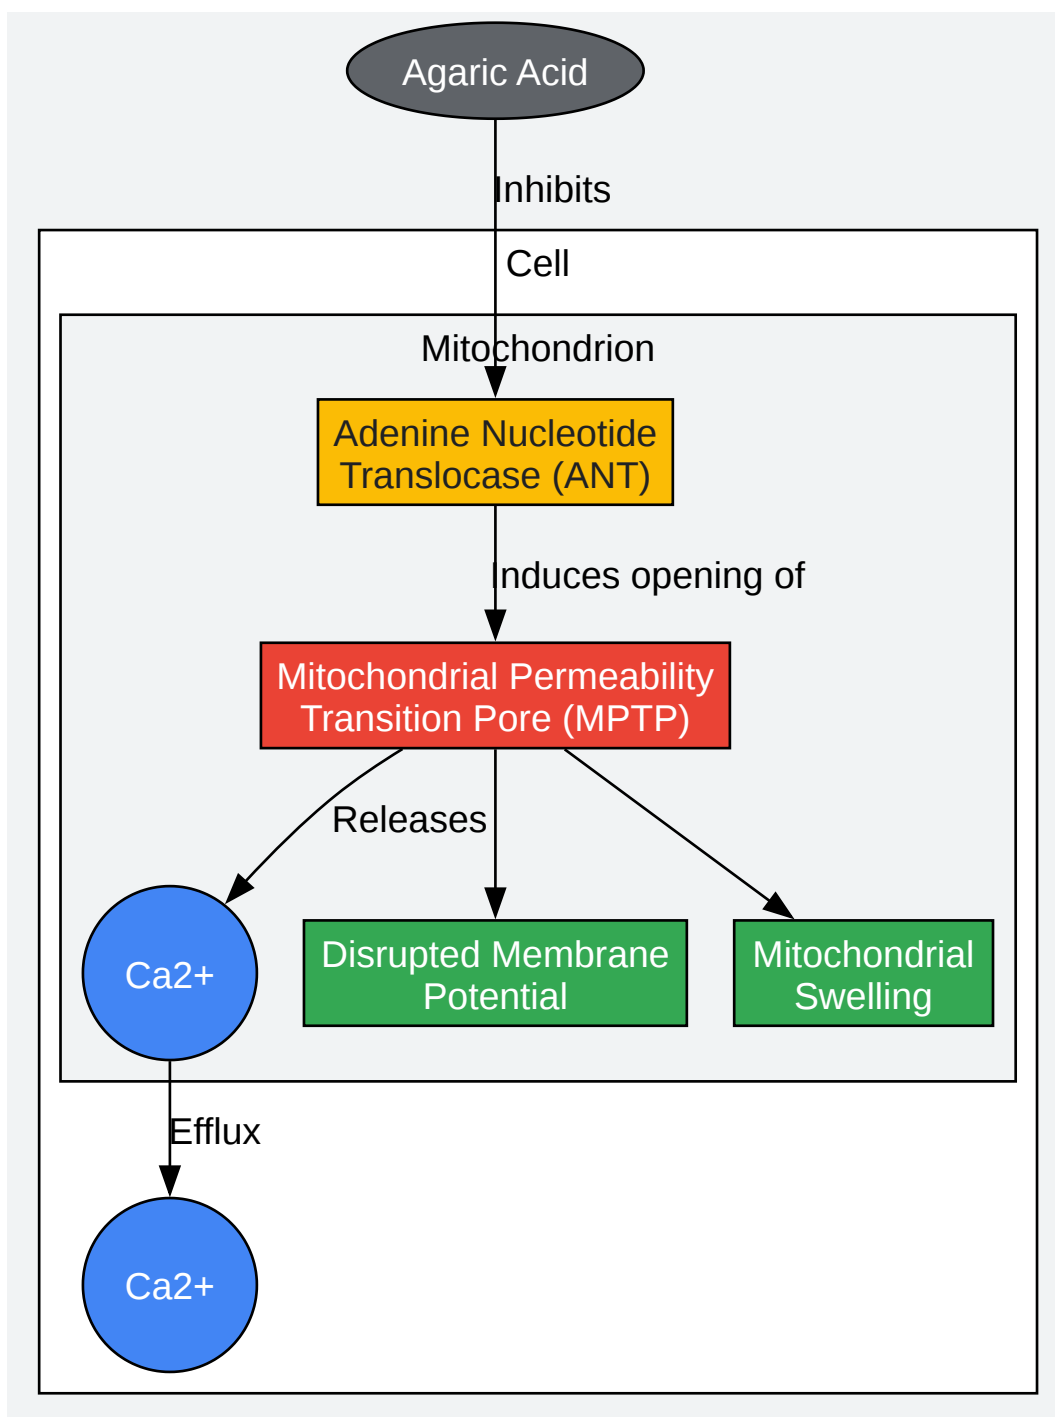 Agaric Acid
Inhibits
Cell
Mitochondrion
Adenine Nucleotide
Translocase (ANT)
Induces opening of
Mitochondrial Permeability
Transition Pore (MPTP)
Releases
Ca2+
Disrupted Membrane
Potential
Mitochondrial
Swelling
Efflux
Ca2+